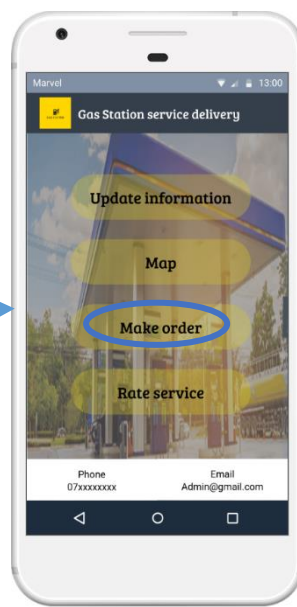 Marvel 13:00
Gas Station service delivery
Update information
Map
Make order
Rate service
Phone Email
07xxxxxxxx Admin@gmail.com